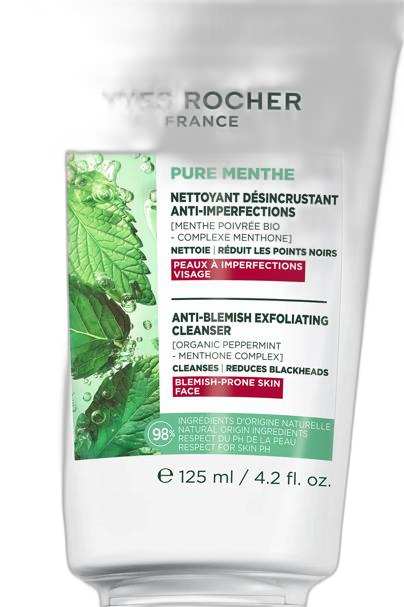 YVES ROCHER
FRANCE
PURE MENTHE
NETTOYANT DÉSINCRUSTANT
ANTI-IMPERFECTIONS
[MENTHE POIVRÉE BIO
- COMPLEXE MENTHONE]
NETTOIE | RÉDUIT LES POINTS NOIRS
PEAUX À IMPERFECTIONS
VISAGE
ANTI-BLEMISH EXFOLIATING
CLEANSER
[ORGANIC PEPPERMINT
- MENTHONE COMPLEX]
CLEANSES | REDUCES BLACKHEADS
BLEMISH-PRONE SKIN
FACE
98%
INGRÉDIENTS D'ORIGINE NATURELLE
NATURAL ORIGIN INGREDIENTS
RESPECT DU PH DE LA PEAU
RESPECT FOR SKIN PH
℮ 125 ml / 4.2 fl. oz.